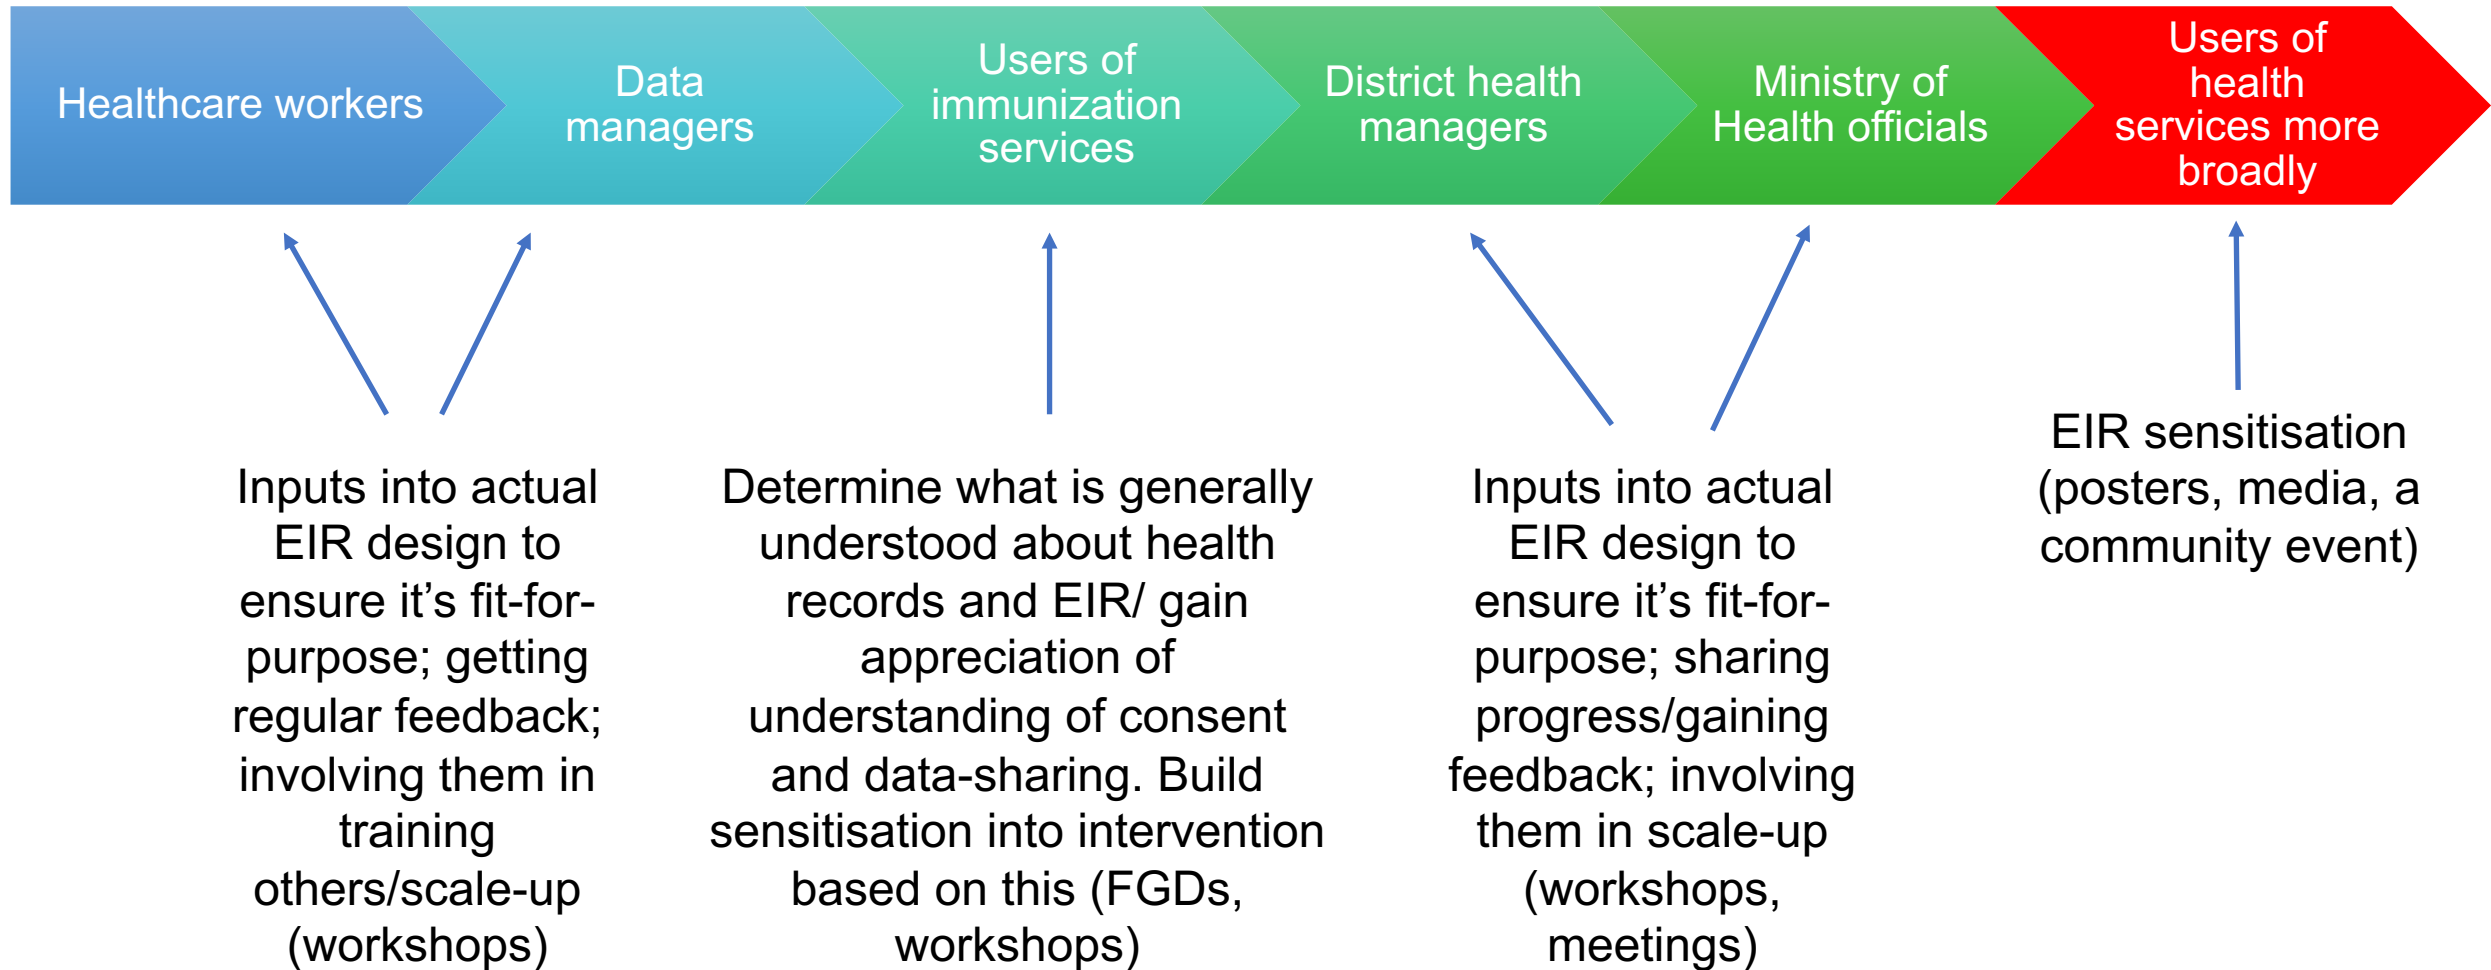 Healthcare workers
Data
managers
Users of
immunization
services
District health
managers
Ministry of
Health officials
Users of
health
services more
broadly
Inputs into actual
EIR design to
ensure it’s fit-for-
purpose; getting
regular feedback;
involving them in
training
others/scale-up
(workshops)
Determine what is generally
understood about health
records and EIR/ gain
appreciation of
understanding of consent
and data-sharing. Build
sensitisation into intervention
based on this (FGDs,
workshops)
Inputs into actual
EIR design to
ensure it’s fit-for-
purpose; sharing
progress/gaining
feedback; involving
them in scale-up
(workshops,
meetings)
EIR sensitisation
(posters, media, a
community event)